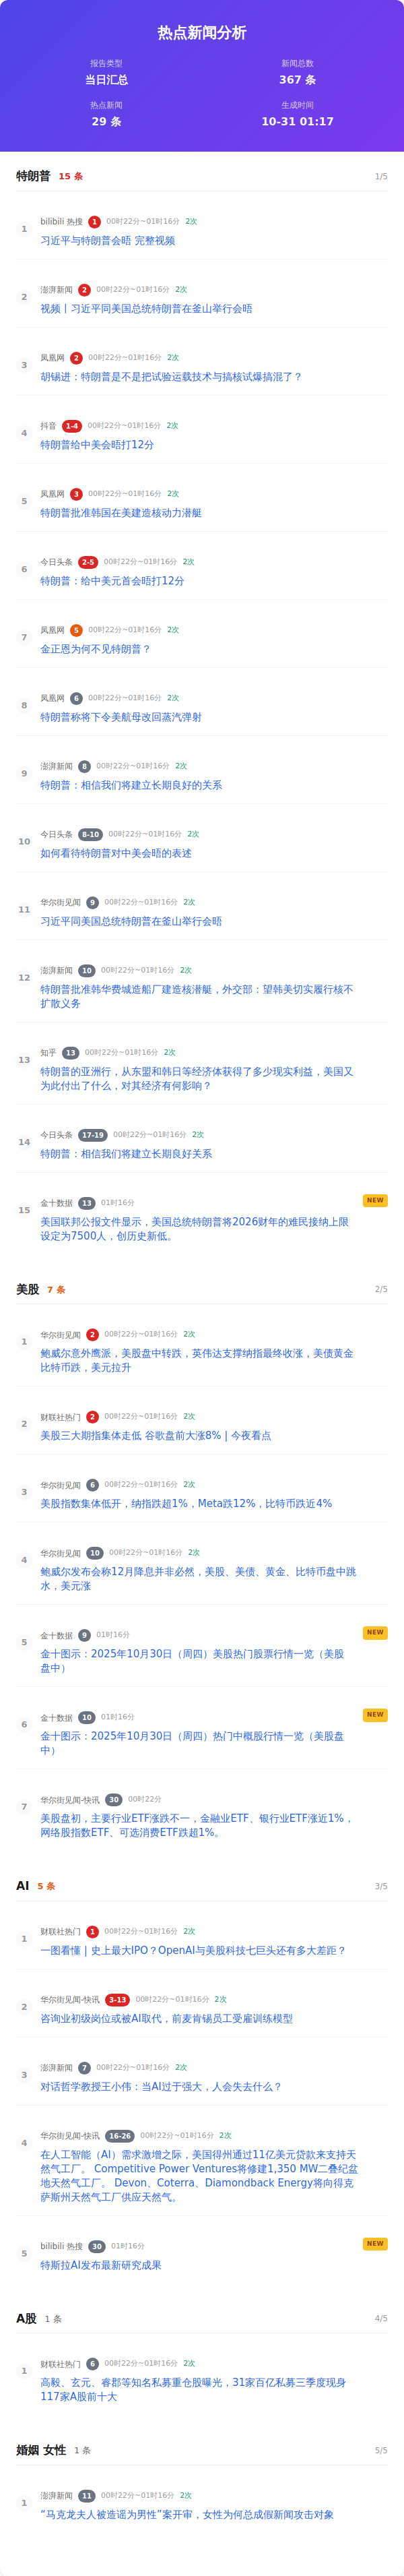 热点新闻分析
报告类型
新闻总数
当日汇总
367 条
热点新闻
生成时间
29 条
10-31 01:17
特朗普 15 条 1/5
1 bilibili 热搜 1 00时22分~01时16分 2次
习近平与特朗普会晤 完整视频
2 澎湃新闻 2 00时22分~01时16分 2次
视频丨习近平同美国总统特朗普在釜山举行会晤
3 凤凰网 2 00时22分~01时16分 2次
胡锡进：特朗普是不是把试验运载技术与搞核试爆搞混了？
4 抖音 1-4 00时22分~01时16分 2次
特朗普给中美会晤打12分
5 凤凰网 3 00时22分~01时16分 2次
特朗普批准韩国在美建造核动力潜艇
6 今日头条 2-5 00时22分~01时16分 2次
特朗普：给中美元首会晤打12分
7 凤凰网 5 00时22分~01时16分 2次
金正恩为何不见特朗普？
8 凤凰网 6 00时22分~01时16分 2次
特朗普称将下令美航母改回蒸汽弹射
9 澎湃新闻 8 00时22分~01时16分 2次
特朗普：相信我们将建立长期良好的关系
10 今日头条 8-10 00时22分~01时16分 2次
如何看待特朗普对中美会晤的表述
11 华尔街见闻 9 00时22分~01时16分 2次
习近平同美国总统特朗普在釜山举行会晤
12 澎湃新闻 10 00时22分~01时16分 2次
特朗普批准韩华费城造船厂建造核潜艇，外交部：望韩美切实履行核不
扩散义务
13 知乎 13 00时22分~01时16分 2次
特朗普的亚洲行，从东盟和韩日等经济体获得了多少现实利益，美国又
为此付出了什么，对其经济有何影响？
14 今日头条 17-19 00时22分~01时16分 2次
特朗普：相信我们将建立长期良好关系
15 金十数据 13 01时16分 NEW
美国联邦公报文件显示，美国总统特朗普将2026财年的难民接纳上限
设定为7500人，创历史新低。
美股 7 条 2/5
1 华尔街见闻 2 00时22分~01时16分 2次
鲍威尔意外鹰派，美股盘中转跌，英伟达支撑纳指最终收涨，美债黄金
比特币跌，美元拉升
2 财联社热门 2 00时22分~01时16分 2次
美股三大期指集体走低 谷歌盘前大涨8% | 今夜看点
3 华尔街见闻 6 00时22分~01时16分 2次
美股指数集体低开，纳指跌超1%，Meta跌12%，比特币跌近4%
4 华尔街见闻 10 00时22分~01时16分 2次
鲍威尔发布会称12月降息并非必然，美股、美债、黄金、比特币盘中跳
水，美元涨
5 金十数据 9 01时16分 NEW
金十图示：2025年10月30日（周四）美股热门股票行情一览（美股
盘中）
6 金十数据 10 01时16分 NEW
金十图示：2025年10月30日（周四）热门中概股行情一览（美股盘
中）
7 华尔街见闻-快讯 30 00时22分
美股盘初，主要行业ETF涨跌不一，金融业ETF、银行业ETF涨近1%，
网络股指数ETF、可选消费ETF跌超1%。
AI 5 条 3/5
1 财联社热门 1 00时22分~01时16分 2次
一图看懂 | 史上最大IPO？OpenAI与美股科技七巨头还有多大差距？
2 华尔街见闻-快讯 3-13 00时22分~01时16分 2次
咨询业初级岗位或被AI取代，前麦肯锡员工受雇训练模型
3 澎湃新闻 7 00时22分~01时16分 2次
对话哲学教授王小伟：当AI过于强大，人会失去什么？
4 华尔街见闻-快讯 16-26 00时22分~01时16分 2次
在人工智能（AI）需求激增之际，美国得州通过11亿美元贷款来支持天
然气工厂。 Competitive Power Ventures将修建1,350 MW二叠纪盆
地天然气工厂。 Devon、Coterra、Diamondback Energy将向得克
萨斯州天然气工厂供应天然气。
5 bilibili 热搜 30 01时16分 NEW
特斯拉AI发布最新研究成果
A股 1 条 4/5
1 财联社热门 6 00时22分~01时16分 2次
高毅、玄元、睿郡等知名私募重仓股曝光，31家百亿私募三季度现身
117家A股前十大
婚姻 女性 1 条 5/5
1 澎湃新闻 11 00时22分~01时16分 2次
“马克龙夫人被造谣为男性”案开审，女性为何总成假新闻攻击对象